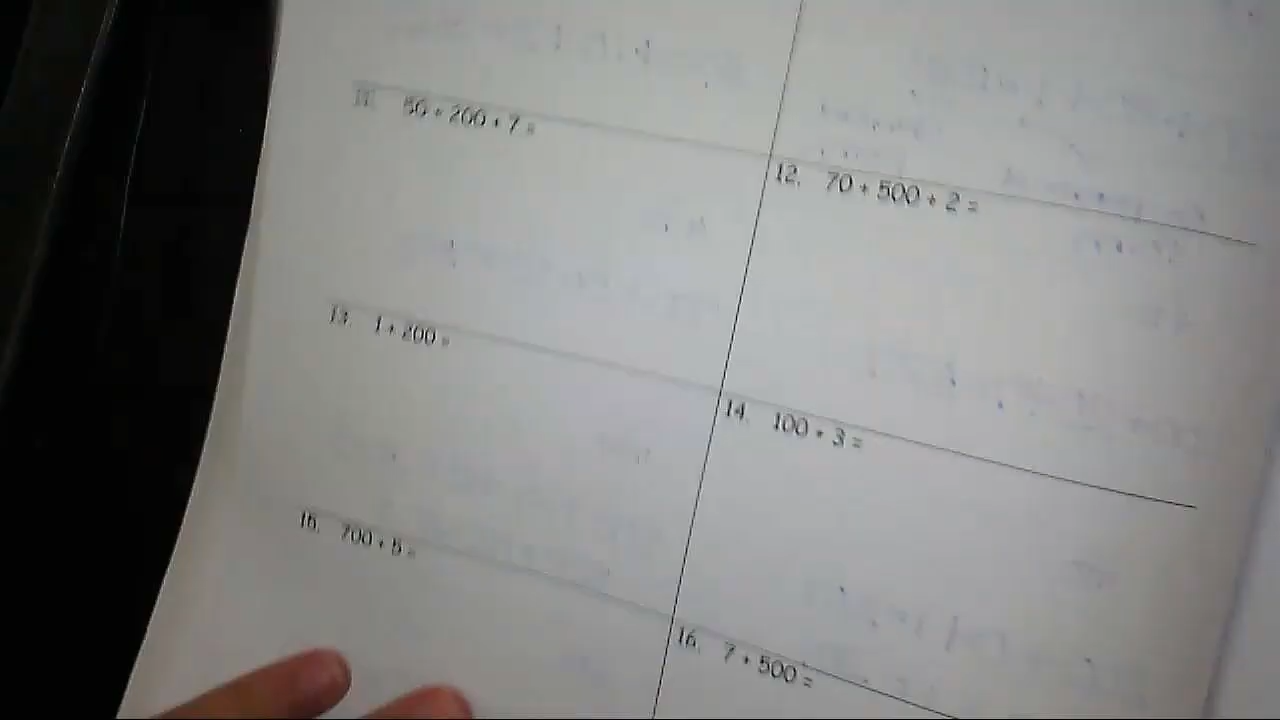 11. 50 + 200 + 7 =
12. 70 + 500 + 2 =
13. 1 + 200 =
14. 100 + 3 =
15. 700 + 5 =
16. 7 + 500 =